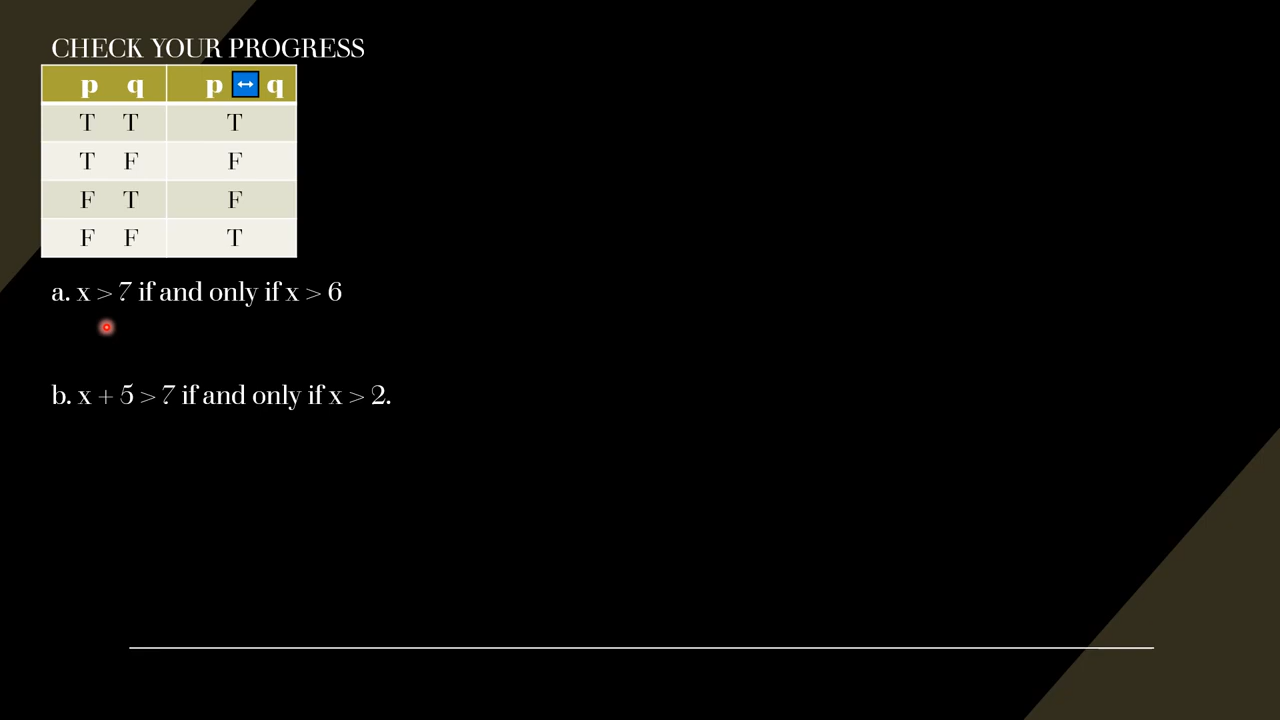 CHECK YOUR PROGRESS
p q p ↔ q
T T T
T F F
F T F
F F T
a. x > 7 if and only if x > 6
b. x + 5 > 7 if and only if x > 2.